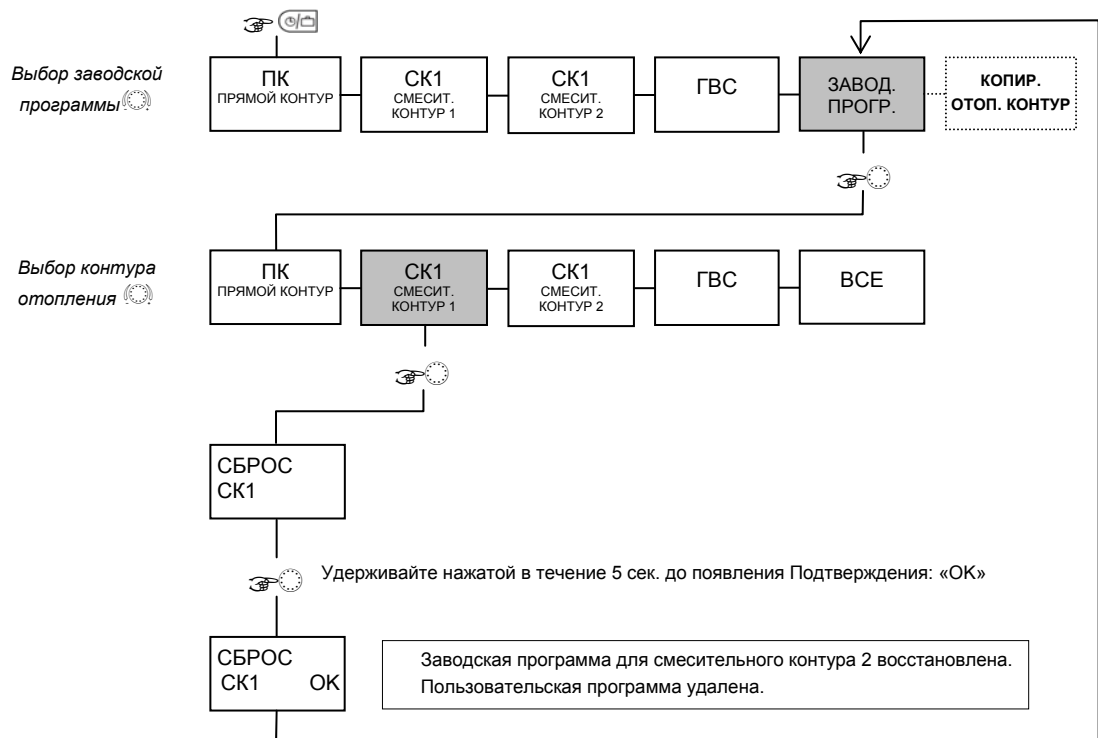 Выбор заводской
программы
ПК
ПРЯМОЙ КОНТУР
СК1
СМЕСИТ.
КОНТУР 1
СК1
СМЕСИТ.
КОНТУР 2
ГВС
ЗАВОД.
ПРОГР.
КОПИР.
ОТОП. КОНТУР
Выбор контура
отопления
ПК
ПРЯМОЙ КОНТУР
СК1
СМЕСИТ.
КОНТУР 1
СК1
СМЕСИТ.
КОНТУР 2
ГВС
ВСЕ
СБРОС
СК1
Удерживайте нажатой в течение 5 сек. до появления Подтверждения: «ОК»
СБРОС
СК1 ОК
Заводская программа для смесительного контура 2 восстановлена.
Пользовательская программа удалена.